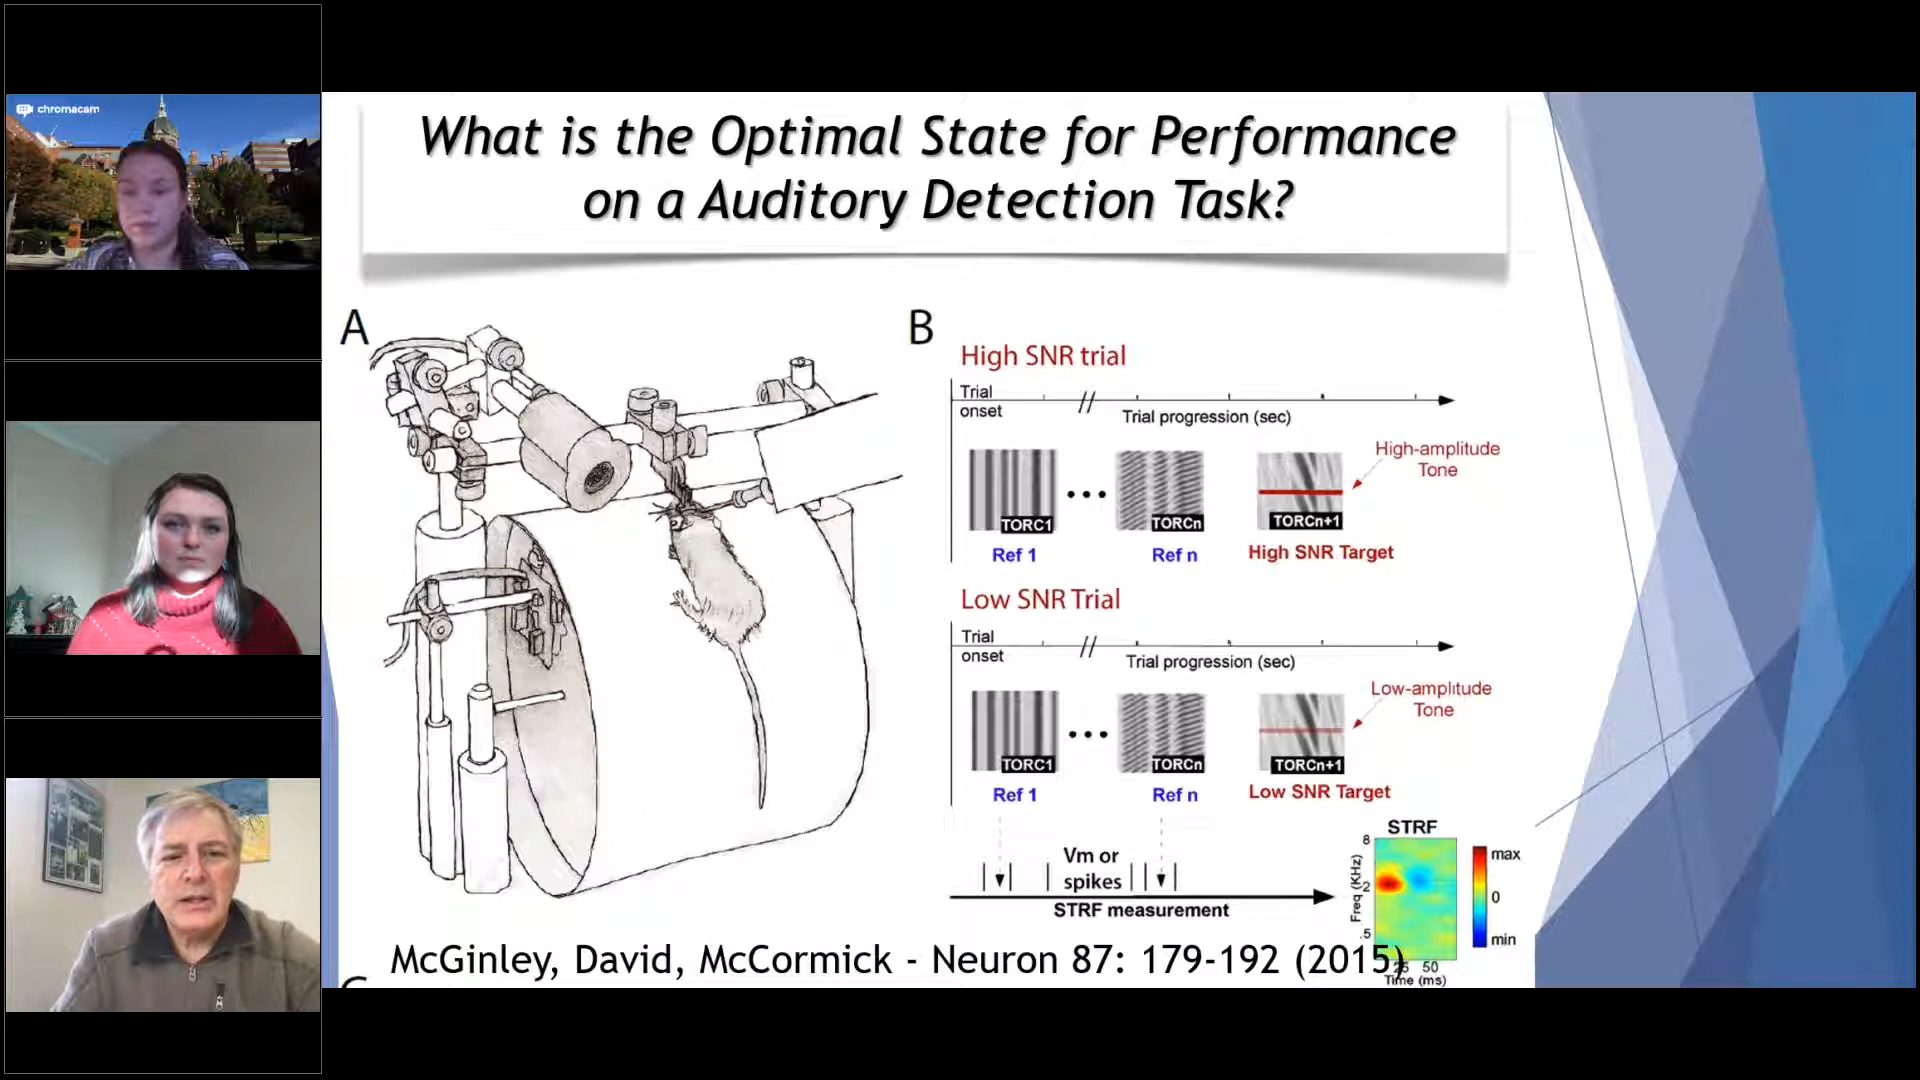 chromacam
What is the Optimal State for Performance
on a Auditory Detection Task?
A
B
High SNR trial
Trial
onset
Trial progression (sec)
High-amplitude
Tone
TORC1
TORCn
TORCn+1
Ref 1
Ref n
High SNR Target
Low SNR Trial
Trial
onset
Trial progression (sec)
Low-amplitude
Tone
TORC1
TORCn
TORCn+1
Ref 1
Ref n
Low SNR Target
STRF
8
max
Vm or
spikes
Freq (KHz)
2
0
STRF measurement
.5
min
McGinley, David, McCormick - Neuron 87: 179-192 (2015)
50
Time (ms)